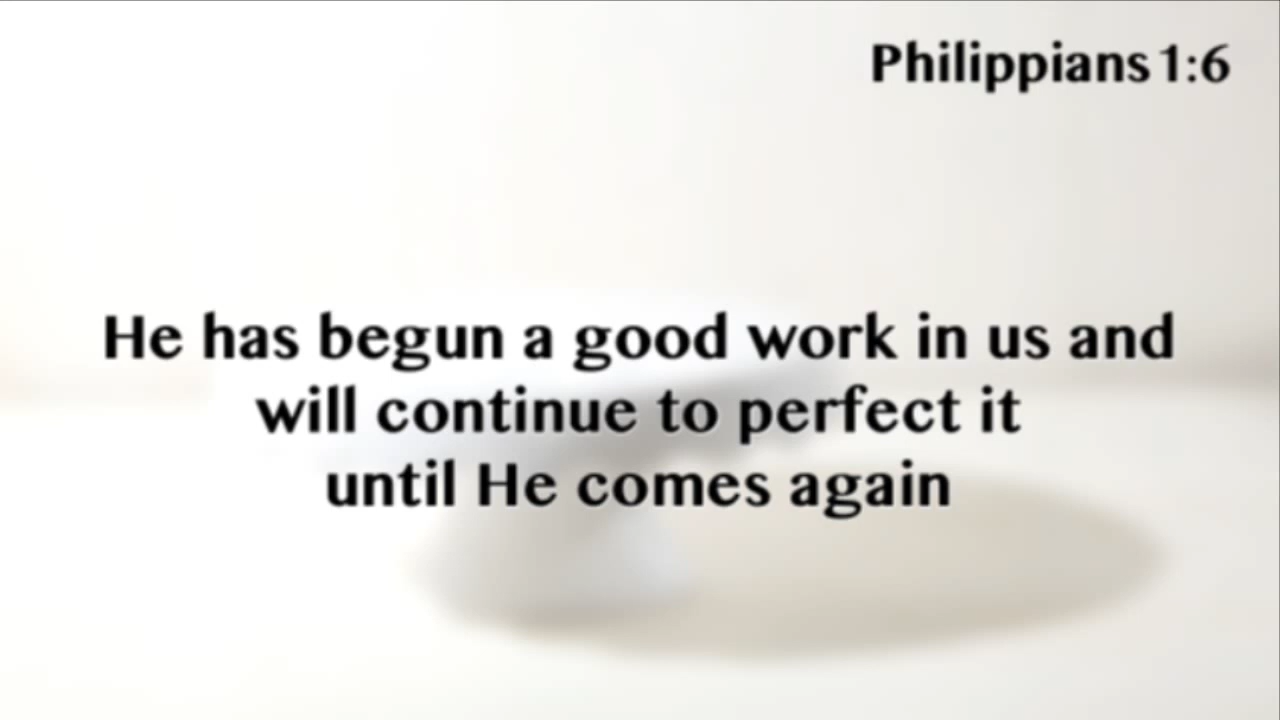 Philippians 1:6
He has begun a good work in us and
will continue to perfect it
until He comes again